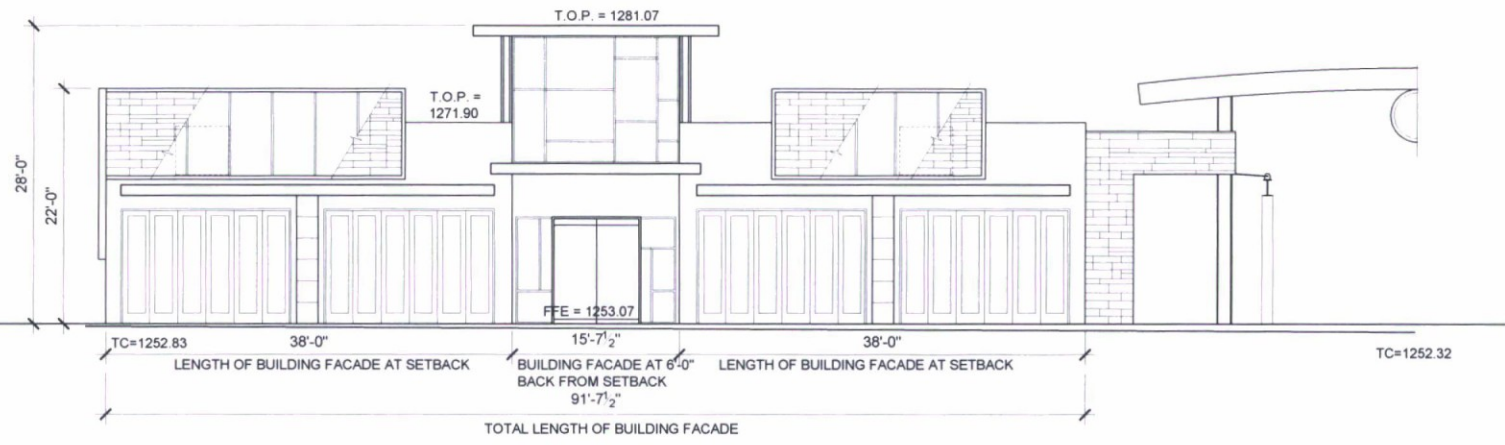 T.O.P. = 1281.07
T.O.P. =
1271.90
28'-0"
22'-0"
FFE = 1253.07
TC=1252.83
38'-0"
15'-7½"
38'-0"
TC=1252.32
LENGTH OF BUILDING FACADE AT SETBACK
BUILDING FACADE AT 6'-0"
BACK FROM SETBACK
LENGTH OF BUILDING FACADE AT SETBACK
91'-7½"
TOTAL LENGTH OF BUILDING FACADE